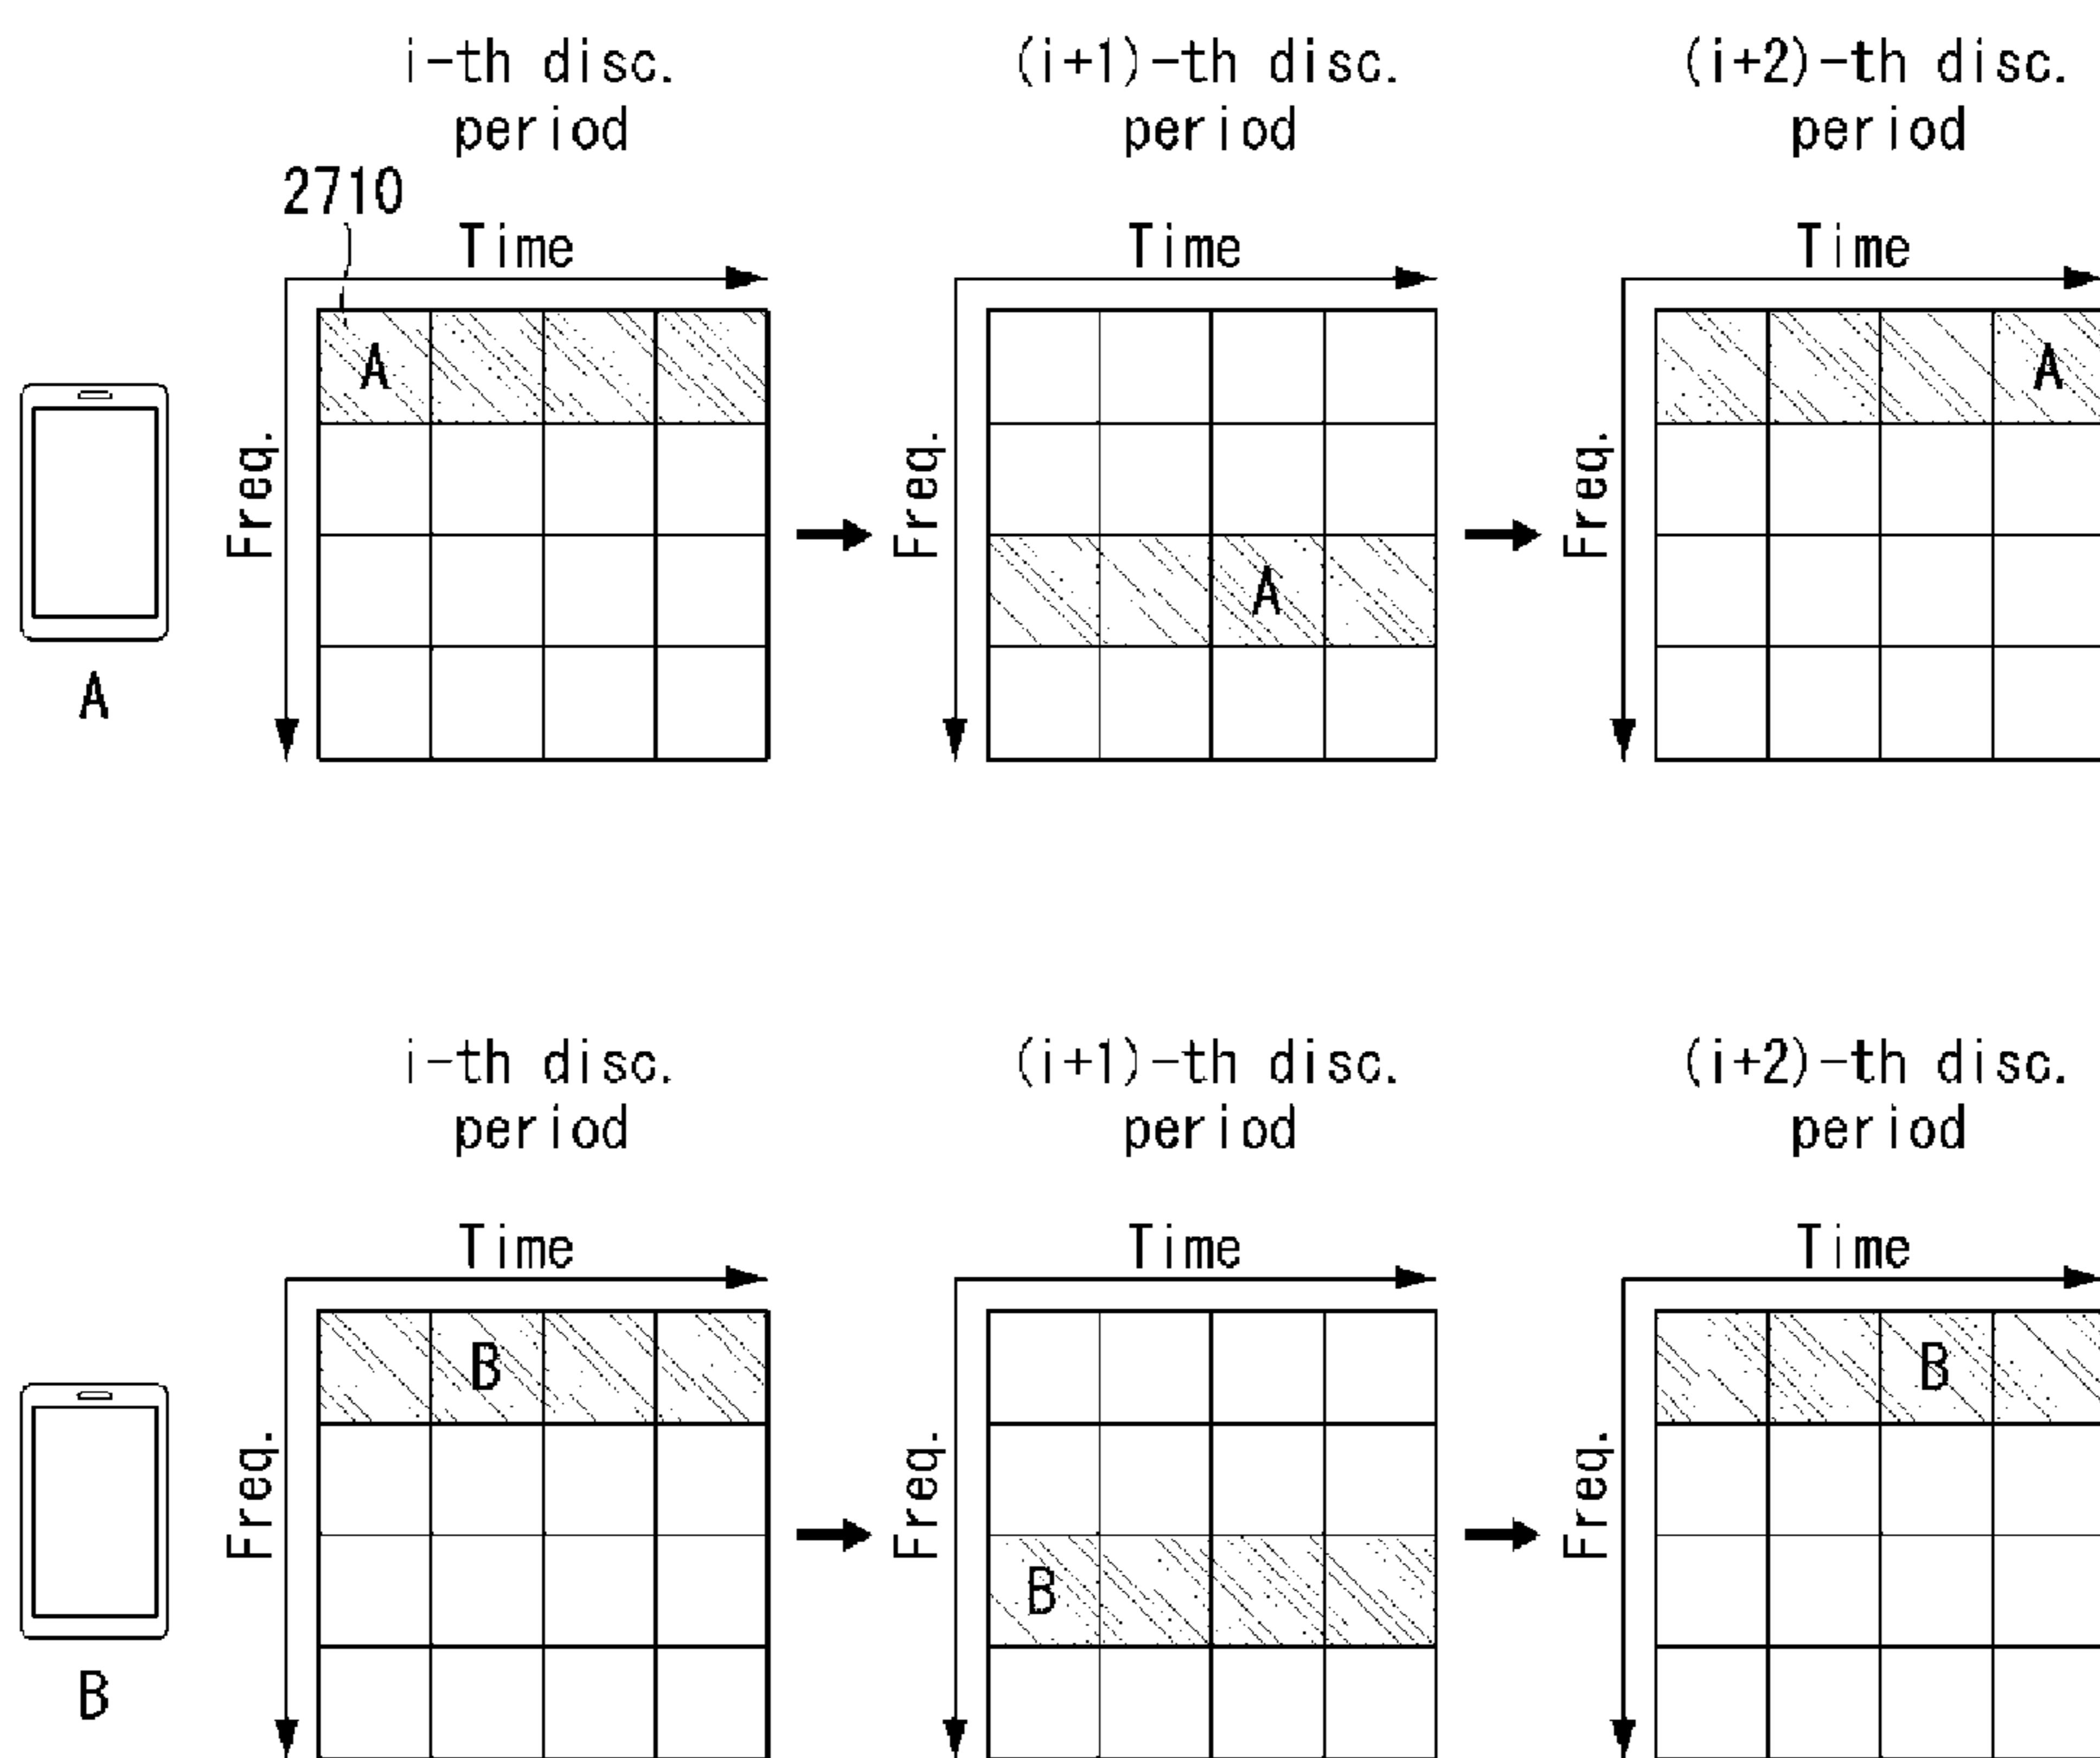 i-th disc.
period
(i+1)-th disc.
period
(i+2)-th disc.
period
2710
Time
Time
Time
Freq.
A
Freq.
A
Freq.
A
A
i-th disc.
period
(i+1)-th disc.
period
(i+2)-th disc.
period
Time
Time
Time
Freq.
B
Freq.
B
Freq.
B
B